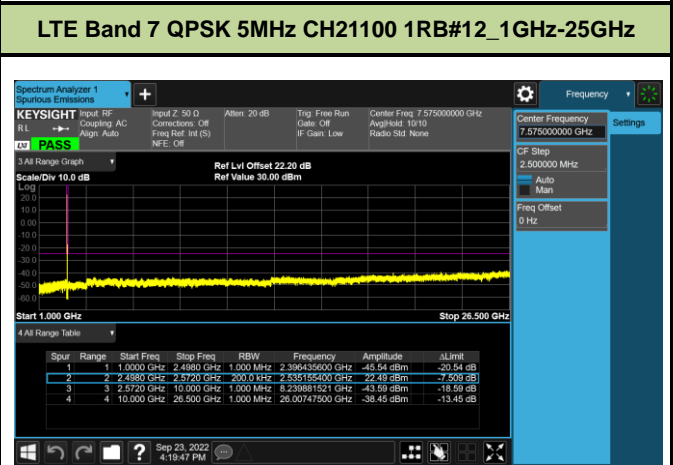 LTE Band 7 QPSK 5MHz CH21100 1RB#12_1GHz-25GHz
Spectrum Analyzer 1
Spurious Emissions
Frequency
KEYSIGHT Input: RF Input Z: 50 Ω Atten: 20 dB Trig: Free Run Center Freq: 7.575000000 GHz
RL Coupling: AC Corrections: Off Gate: Off Avg|Hold: 10/10
Align: Auto Freq Ref: Int (S) IF Gain: Low Radio Std: None
NFE: Off
LXI PASS
Center Frequency
7.575000000 GHz
Settings
CF Step
2.500000 MHz
Auto
Man
Freq Offset
0 Hz
3 All Range Graph
Ref Lvl Offset 22.20 dB
Scale/Div 10.0 dB Ref Value 30.00 dBm
Log
20.0
10.0
0.00
-10.0
-20.0
-30.0
-40.0
-50.0
-60.0
Start 1.000 GHz Stop 26.500 GHz
4 All Range Table
Spur Range Start Freq Stop Freq RBW Frequency Amplitude ΔLimit
1 1 1.0000 GHz 2.4980 GHz 1.000 MHz 2.396435600 GHz -45.54 dBm -20.54 dB
2 2 2.4980 GHz 2.5720 GHz 200.0 kHz 2.535155400 GHz 22.49 dBm -7.509 dB
3 3 2.5720 GHz 10.000 GHz 1.000 MHz 8.239881521 GHz -43.59 dBm -18.59 dB
4 4 10.000 GHz 26.500 GHz 1.000 MHz 26.00747500 GHz -38.45 dBm -13.45 dB
Sep 23, 2022
4:19:47 PM